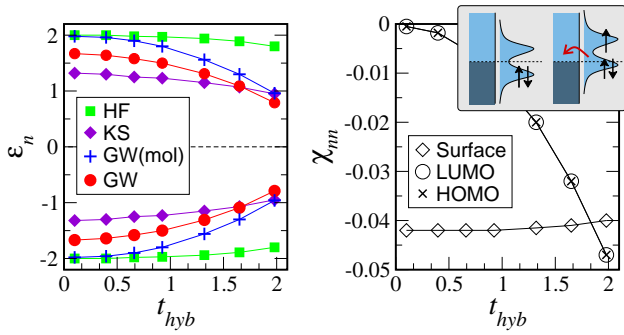 2
1
0
-1
-2
ε_n
HF
KS
GW(mol)
GW
0
0.5
1
1.5
2
t_hyb
0
-0.01
-0.02
-0.03
-0.04
-0.05
χ_nn
Surface
LUMO
HOMO
0
0.5
1
1.5
2
t_hyb